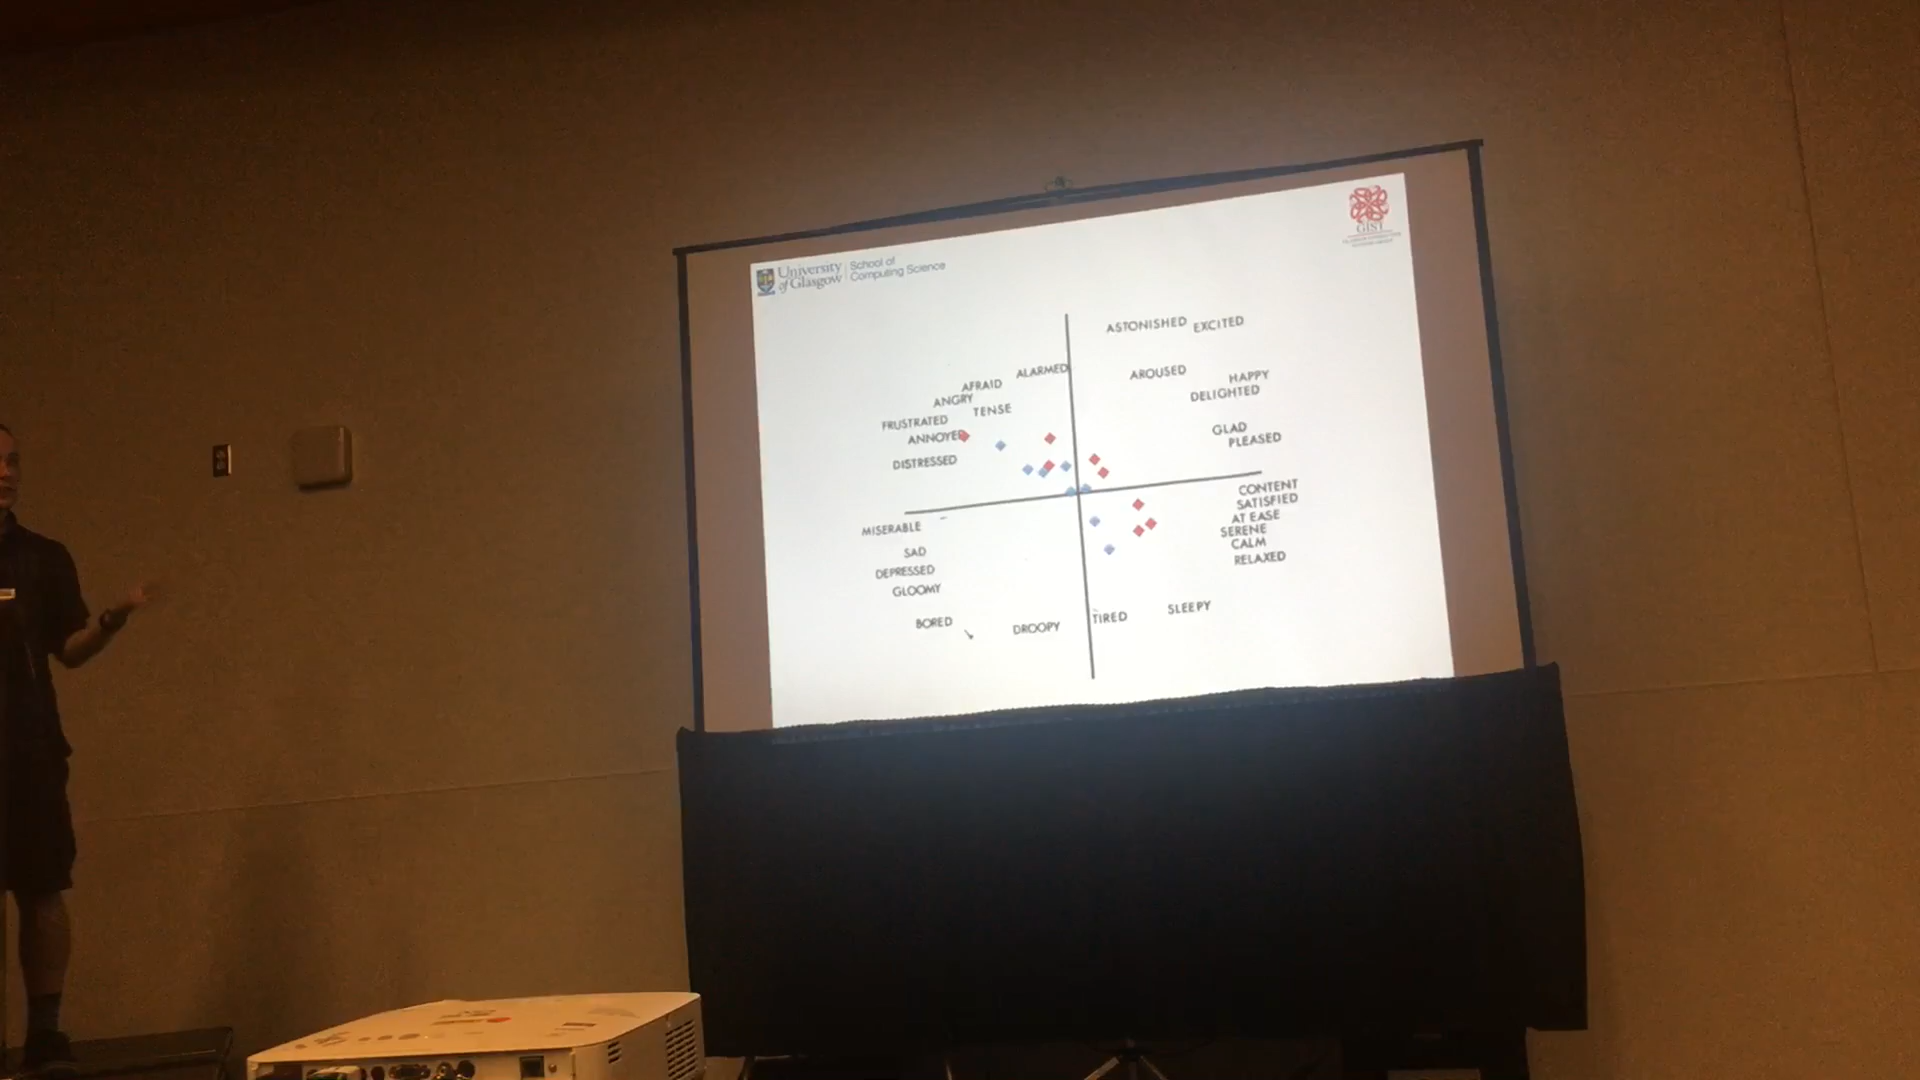 University
of Glasgow
School of
Computing Science
GIST
ASTONISHED EXCITED
ALARMED
AROUSED
AFRAID
HAPPY
ANGRY
DELIGHTED
TENSE
FRUSTRATED
ANNOYED
GLAD
PLEASED
DISTRESSED
CONTENT
SATISFIED
AT EASE
SERENE
CALM
RELAXED
MISERABLE
SAD
DEPRESSED
GLOOMY
BORED
DROOPY
TIRED
SLEEPY